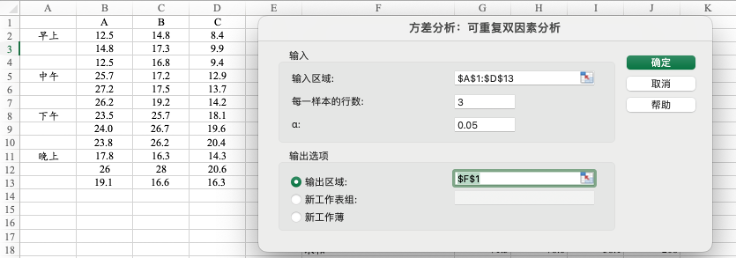 A B C D E F G H I J K
1 A B C
2 早上 12.5 14.8 8.4
3 14.8 17.3 9.9
4 12.5 16.8 9.4
5 中午 25.7 17.2 12.9
6 27.2 17.5 13.7
7 26.2 19.2 14.2
8 下午 23.5 25.7 18.1
9 24.0 26.7 19.6
10 23.8 26.2 20.4
11 晚上 17.8 16.3 14.3
12 26 28 20.6
13 19.1 16.6 16.3
14
15
16
17
18
方差分析：可重复双因素分析
输入
输入区域: $A$1:$D$13
每一样本的行数: 3
α: 0.05
输出选项
输出区域: $F$1
新工作表组:
新工作薄
确定
取消
帮助